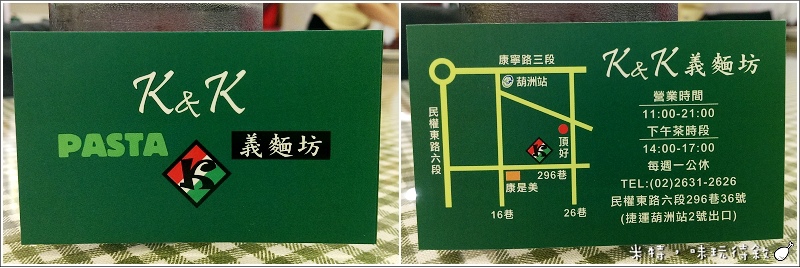 K&K
PASTA
義麵坊
K
康寧路三段
葫洲站
民權東路六段
頂好
K
296巷
康是美
16巷
26巷
K&K義麵坊
營業時間
11:00-21:00
下午茶時段
14:00-17:00
每週一公休
TEL:(02)2631-2626
民權東路六段296巷36號
(捷運葫洲站2號出口)
米特，味玩待敘